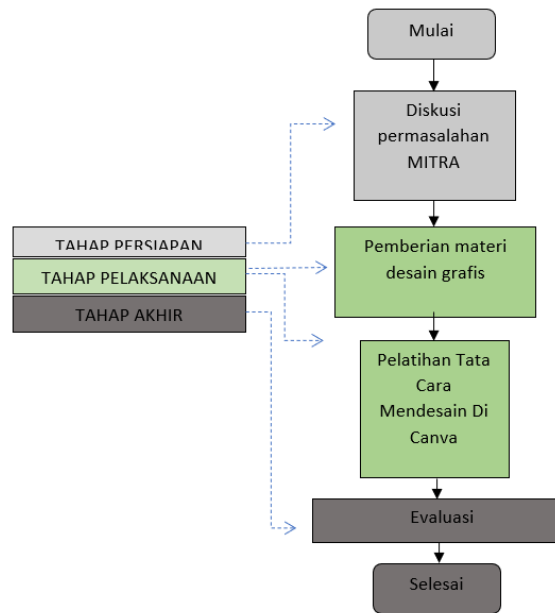 Mulai
Diskusi
permasalahan
MITRA
TAHAP PERSIAPAN
TAHAP PELAKSANAAN
TAHAP AKHIR
Pemberian materi
desain grafis
Pelatihan Tata
Cara
Mendesain Di
Canva
Evaluasi
Selesai